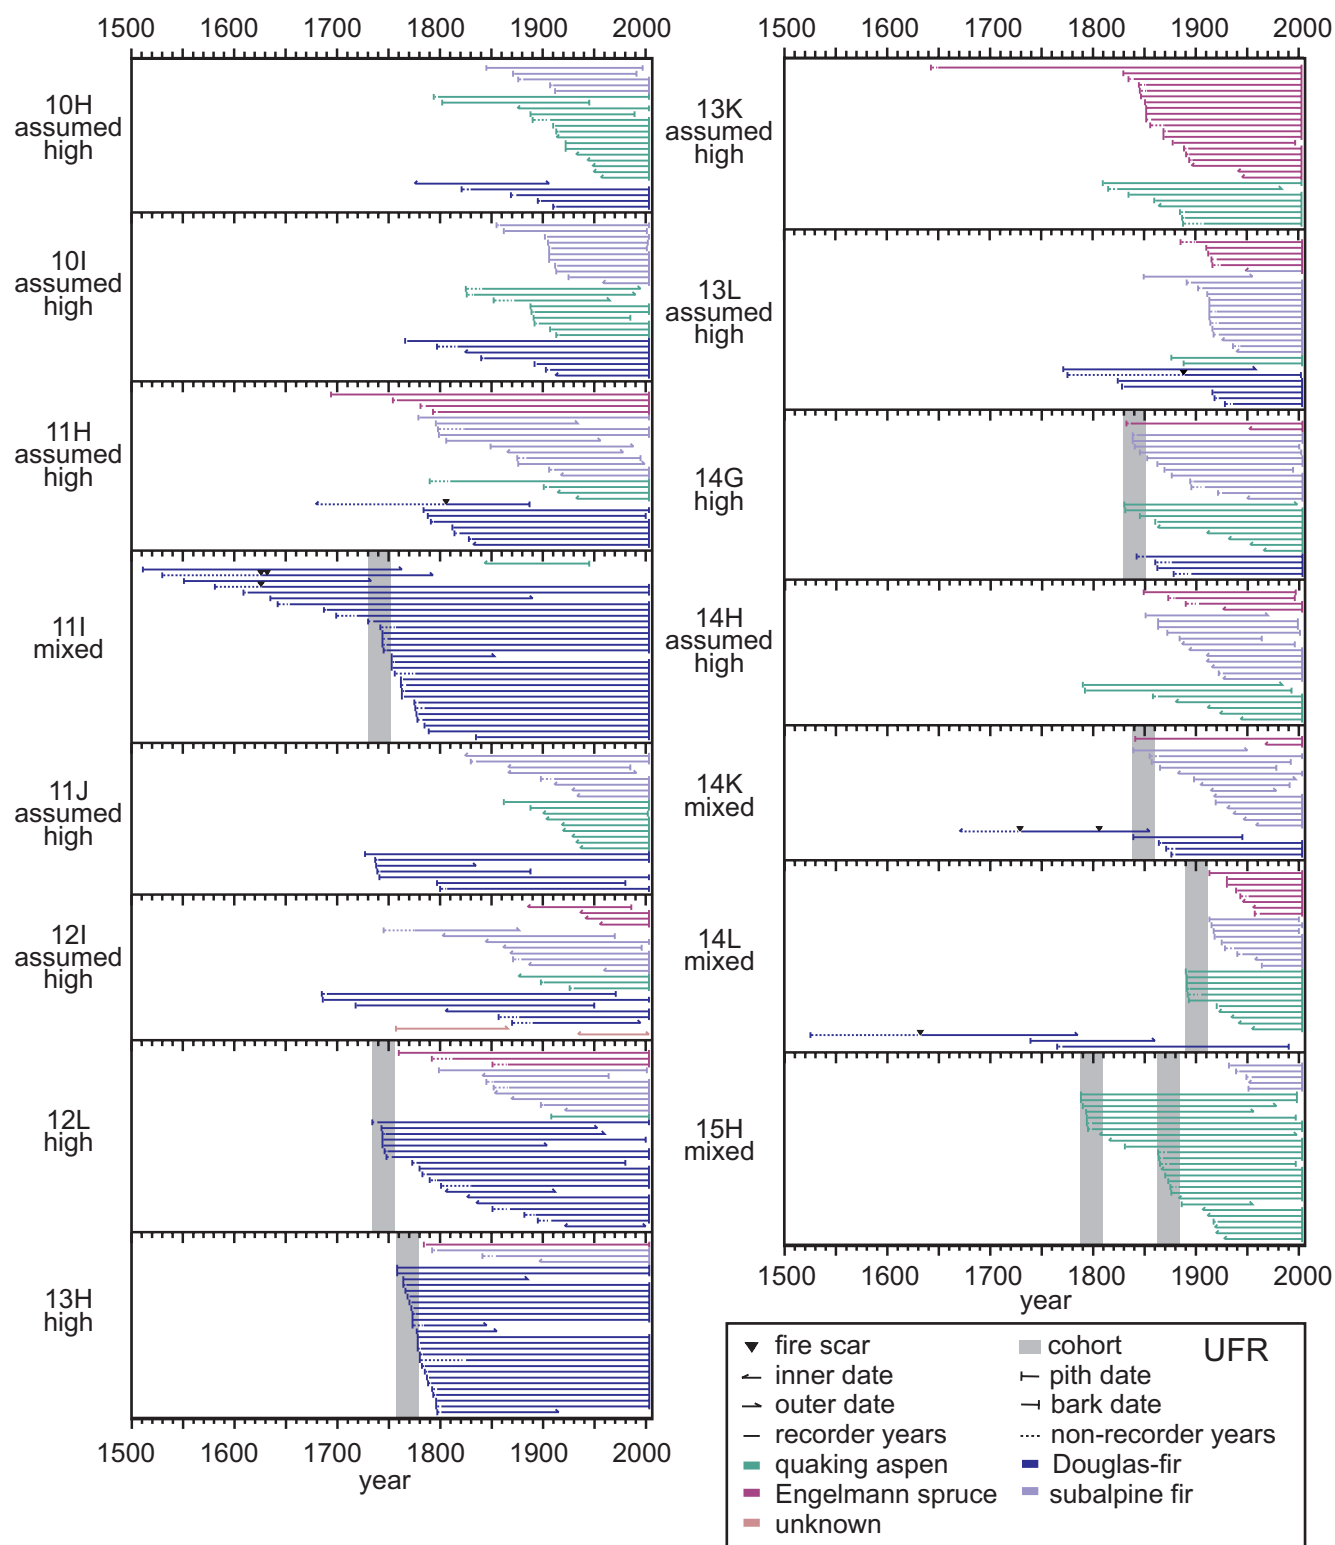 1500 1600 1700 1800 1900 2000
10H
assumed
high
10I
assumed
high
11H
assumed
high
11I
mixed
11J
assumed
high
12I
assumed
high
12L
high
13H
high
1500 1600 1700 1800 1900 2000
year
1500 1600 1700 1800 1900 2000
13K
assumed
high
13L
assumed
high
14G
high
14H
assumed
high
14K
mixed
14L
mixed
15H
mixed
1500 1600 1700 1800 1900 2000
year
fire scar cohort UFR
inner date pith date
outer date bark date
recorder years non-recorder years
quaking aspen Douglas-fir
Engelmann spruce subalpine fir
unknown